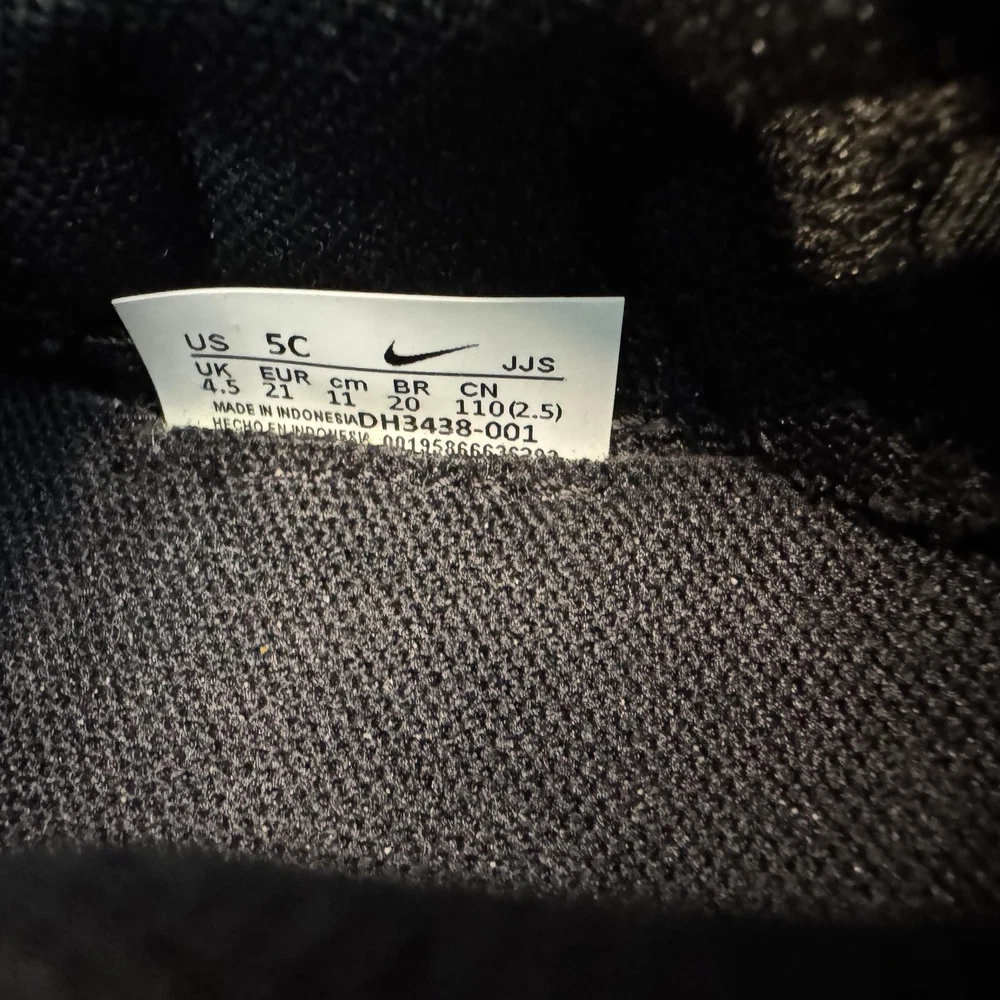 US 5C JJS
UK EUR cm BR CN
4.5 21 11 20 110(2.5)
MADE IN INDONESIA DH3438-001
HECHO EN INDONESIA